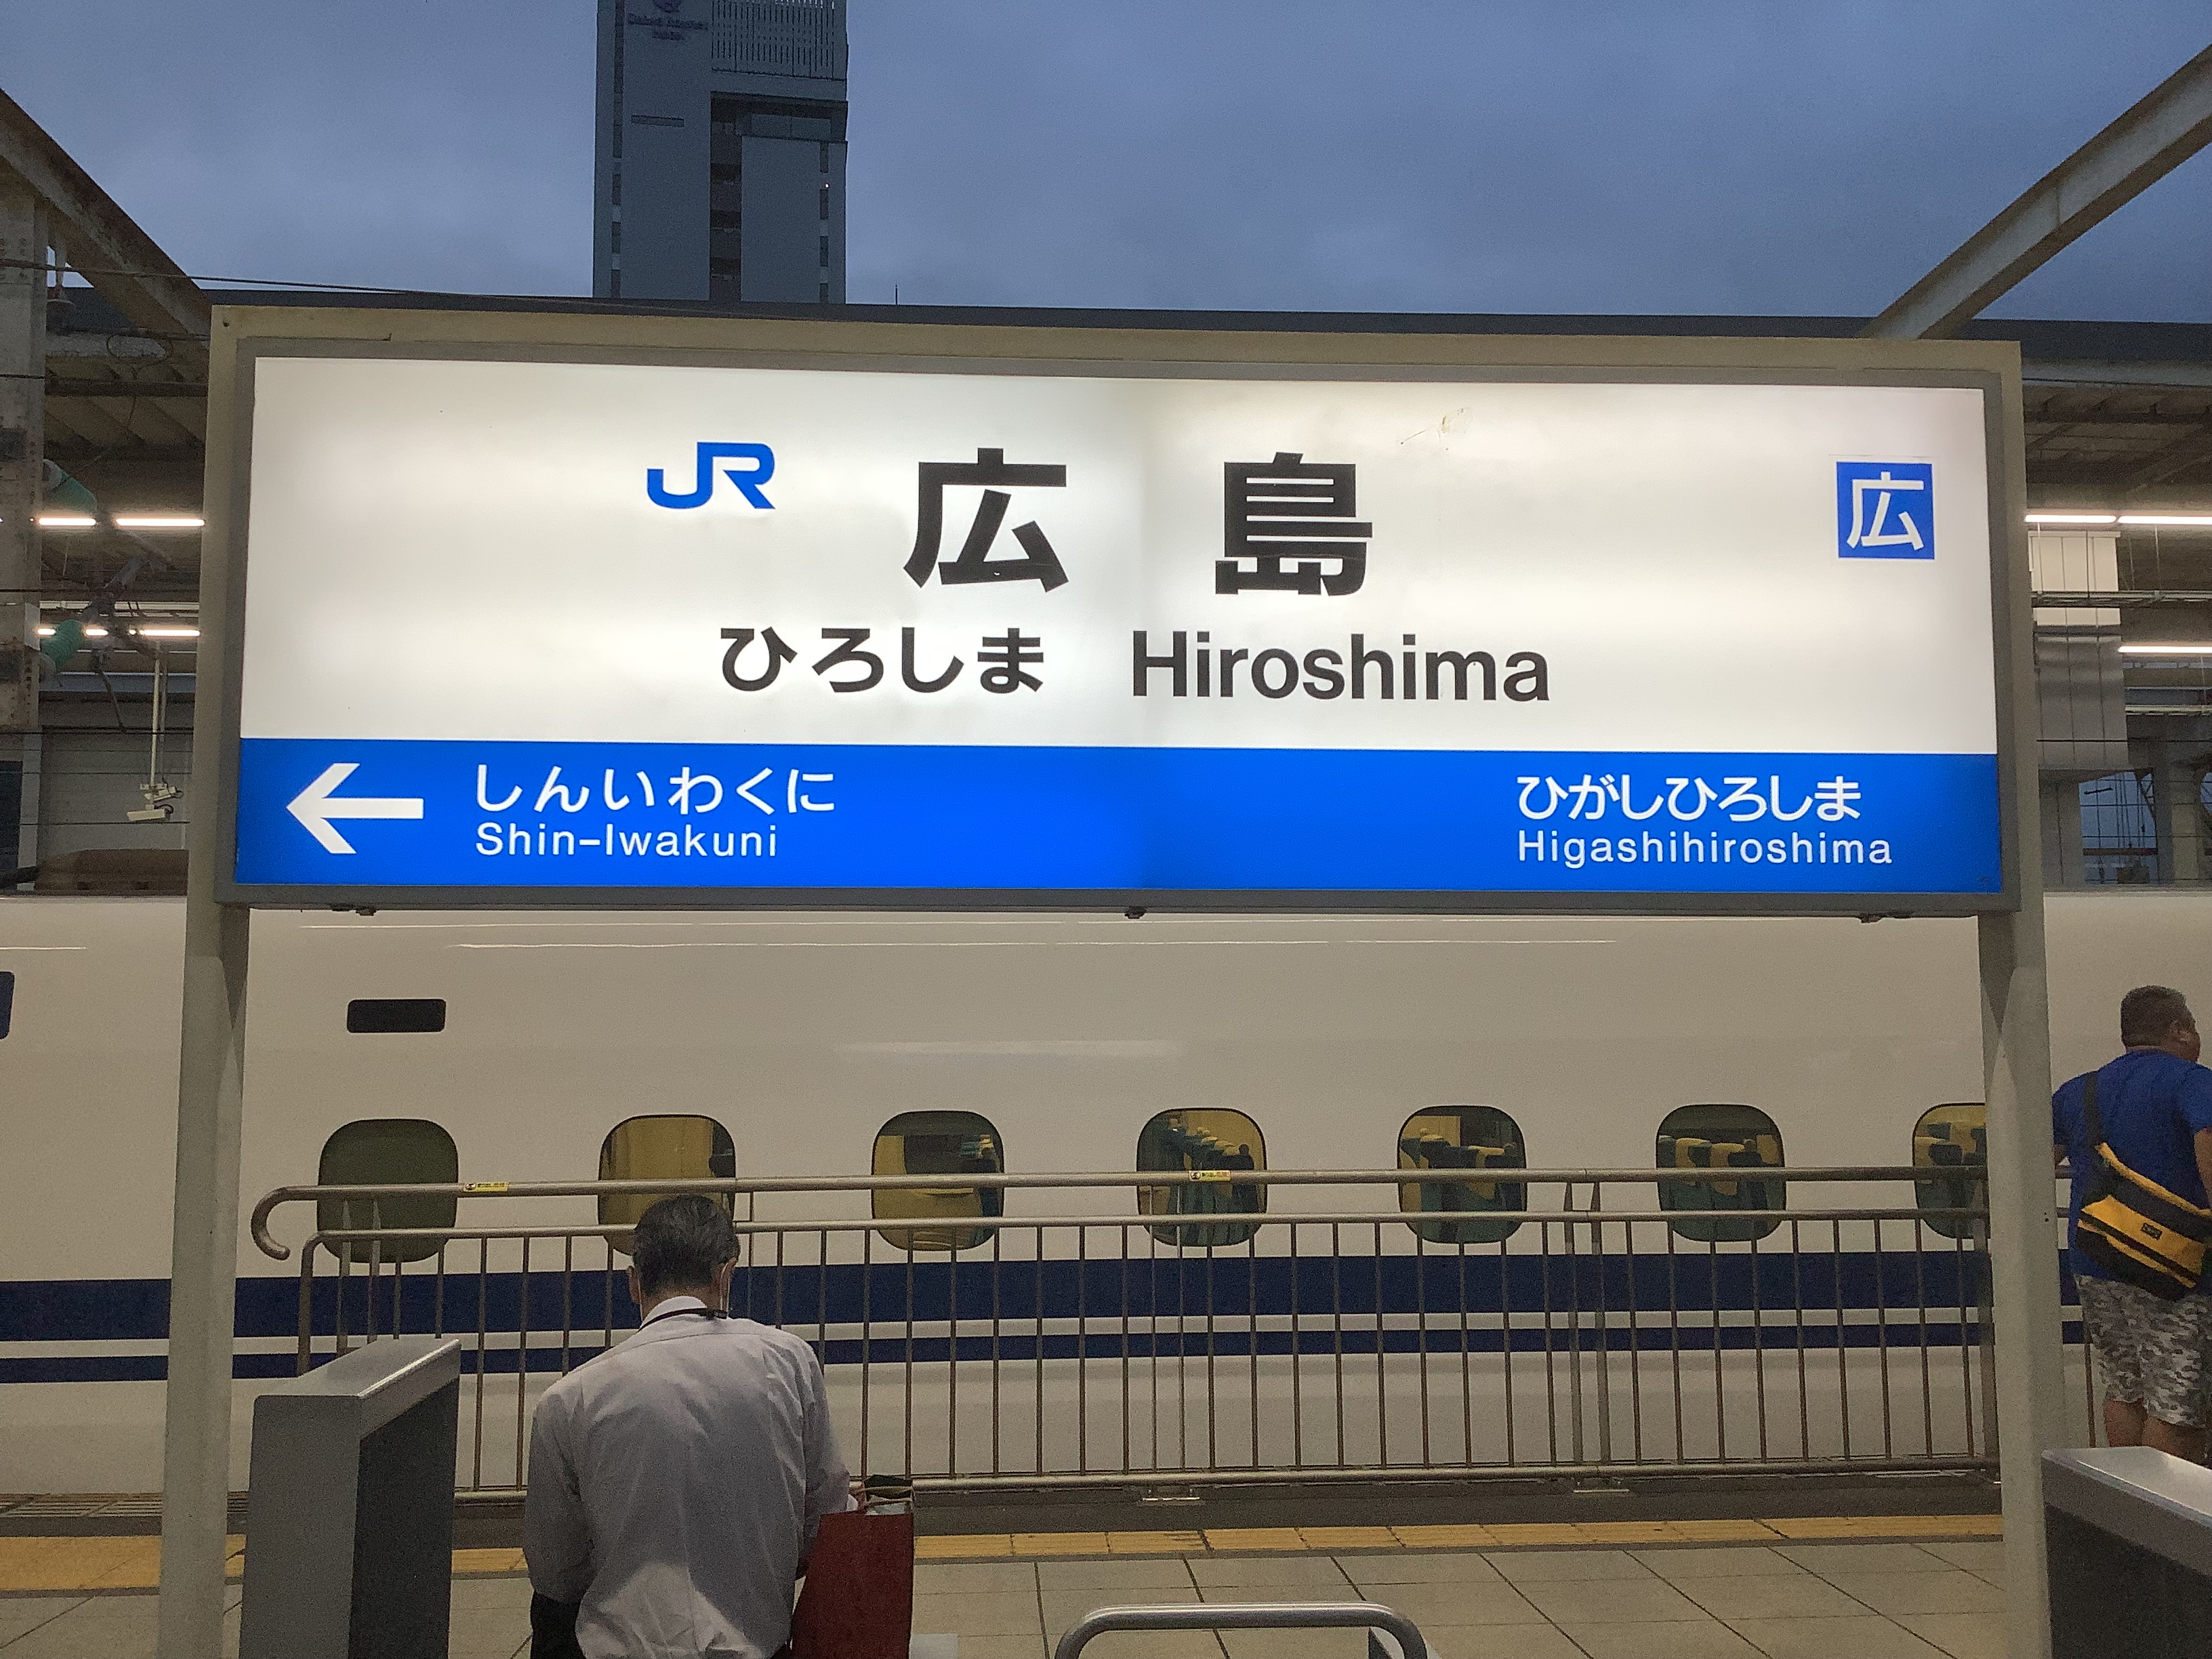 JR 広島 広
ひろしま Hiroshima
← しんいわくに ひがしひろしま
Shin-Iwakuni Higashihiroshima